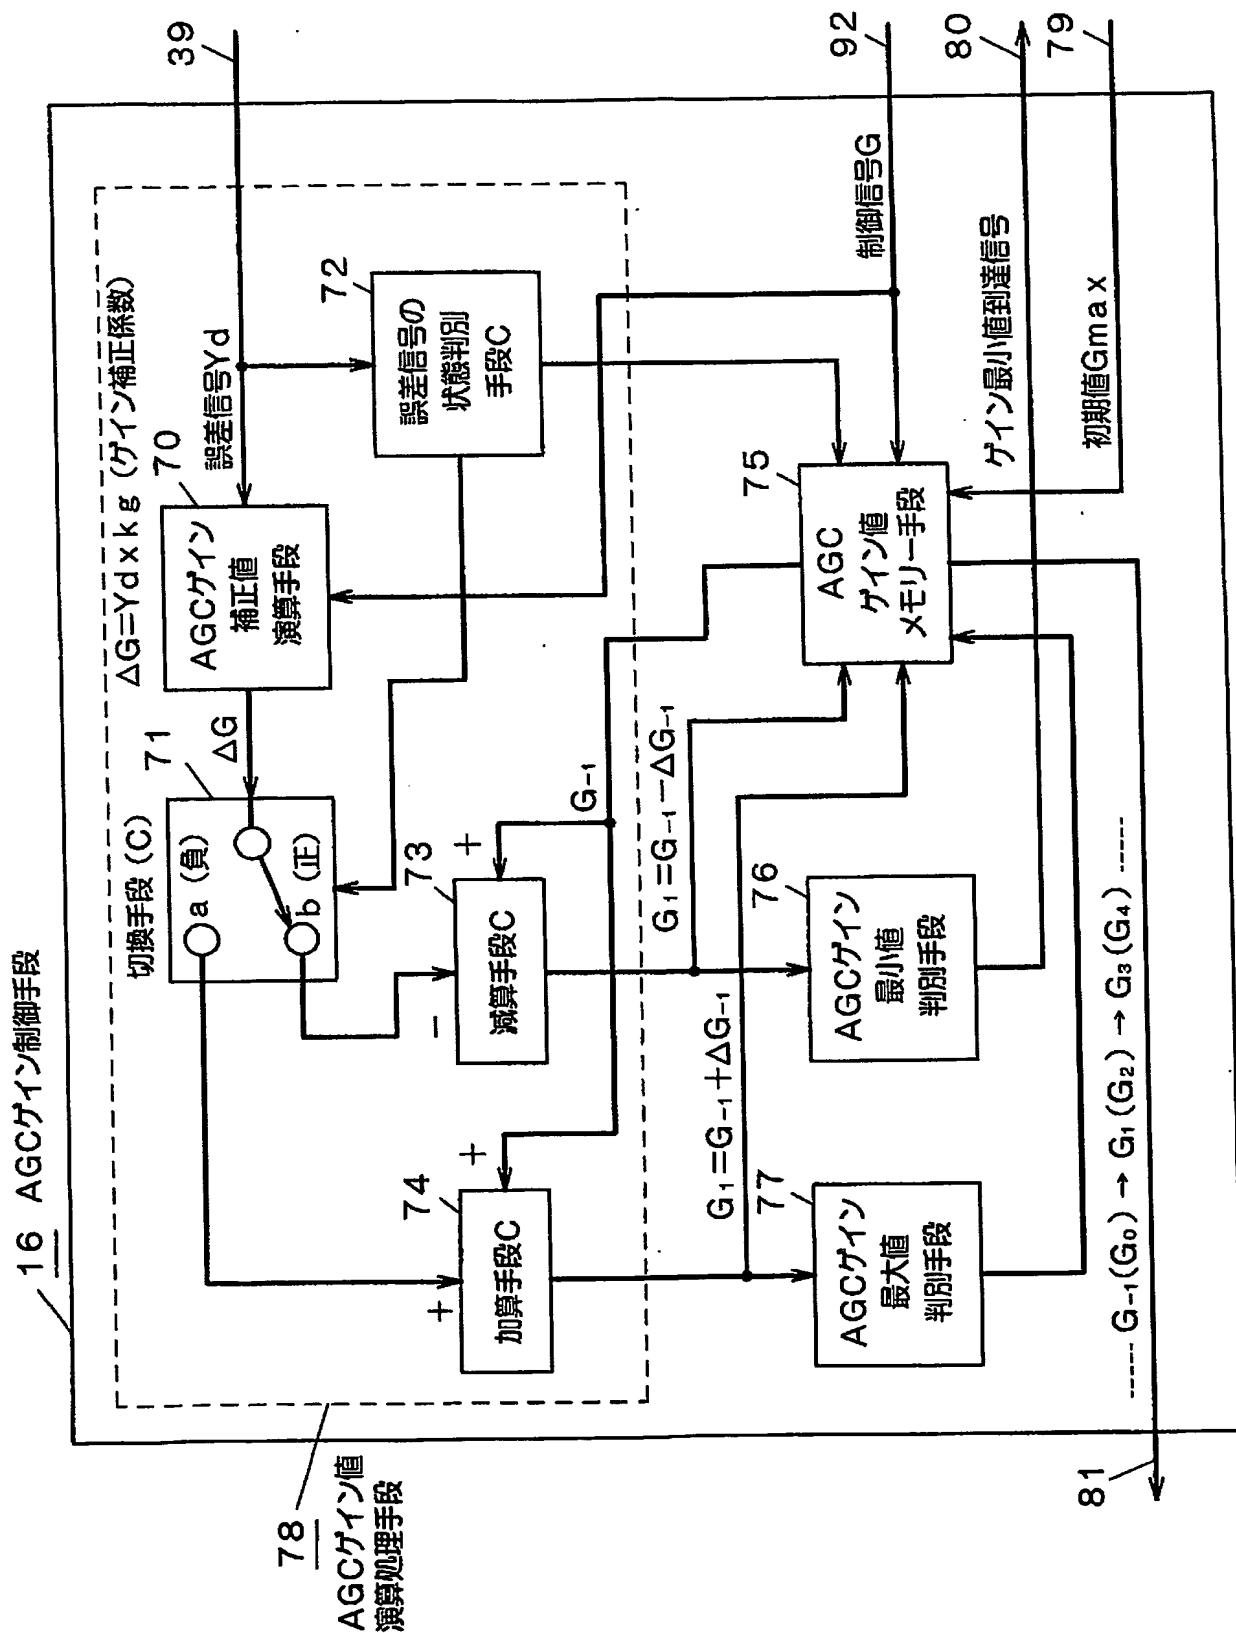 16 AGCゲイン制御手段
78
AGCゲイン値
演算処理手段
切換手段(C)
71
a(負)
b(正)
ΔG
ΔG=Ydxkg(ゲイン補正係数)
70
AGCゲイン
補正値
演算手段
誤差信号Yd
39
72
誤差信号の
状態判別
手段C
74
+
+
加算手段C
73
−
+
減算手段C
G-1
G1=G-1+ΔG-1
G1=G-1−ΔG-1
77
AGCゲイン
最大値
判別手段
76
AGCゲイン
最小値
判別手段
75
AGC
ゲイン値
メモリー手段
制御信号G
92
ゲイン最小値到達信号
80
初期値Gmax
79
----- G-1(G0)→G1(G2)→G3(G4) -----
81